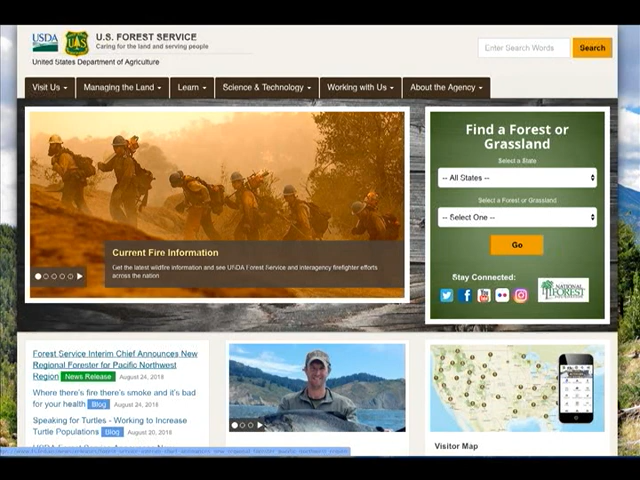 USDA
UAS
U.S. FOREST SERVICE
Caring for the land and serving people
United States Department of Agriculture
Enter Search Words
Search
Visit Us
Managing the Land
Learn
Science & Technology
Working with Us
About the Agency
Current Fire Information
Get the latest wildfire information and see USDA Forest Service and interagency firefighter efforts
across the nation
Find a Forest or
Grassland
Select a State
-- All States --
Select a Forest or Grassland
-- Select One --
Go
Stay Connected:
NATIONAL
FOREST
Forest Service Interim Chief Announces New
Regional Forester for Pacific Northwest
Region News Release August 24, 2018
Where there's fire there's smoke and it's bad
for your health Blog August 24, 2018
Speaking for Turtles - Working to Increase
Turtle Populations Blog August 20, 2018
Visitor Map